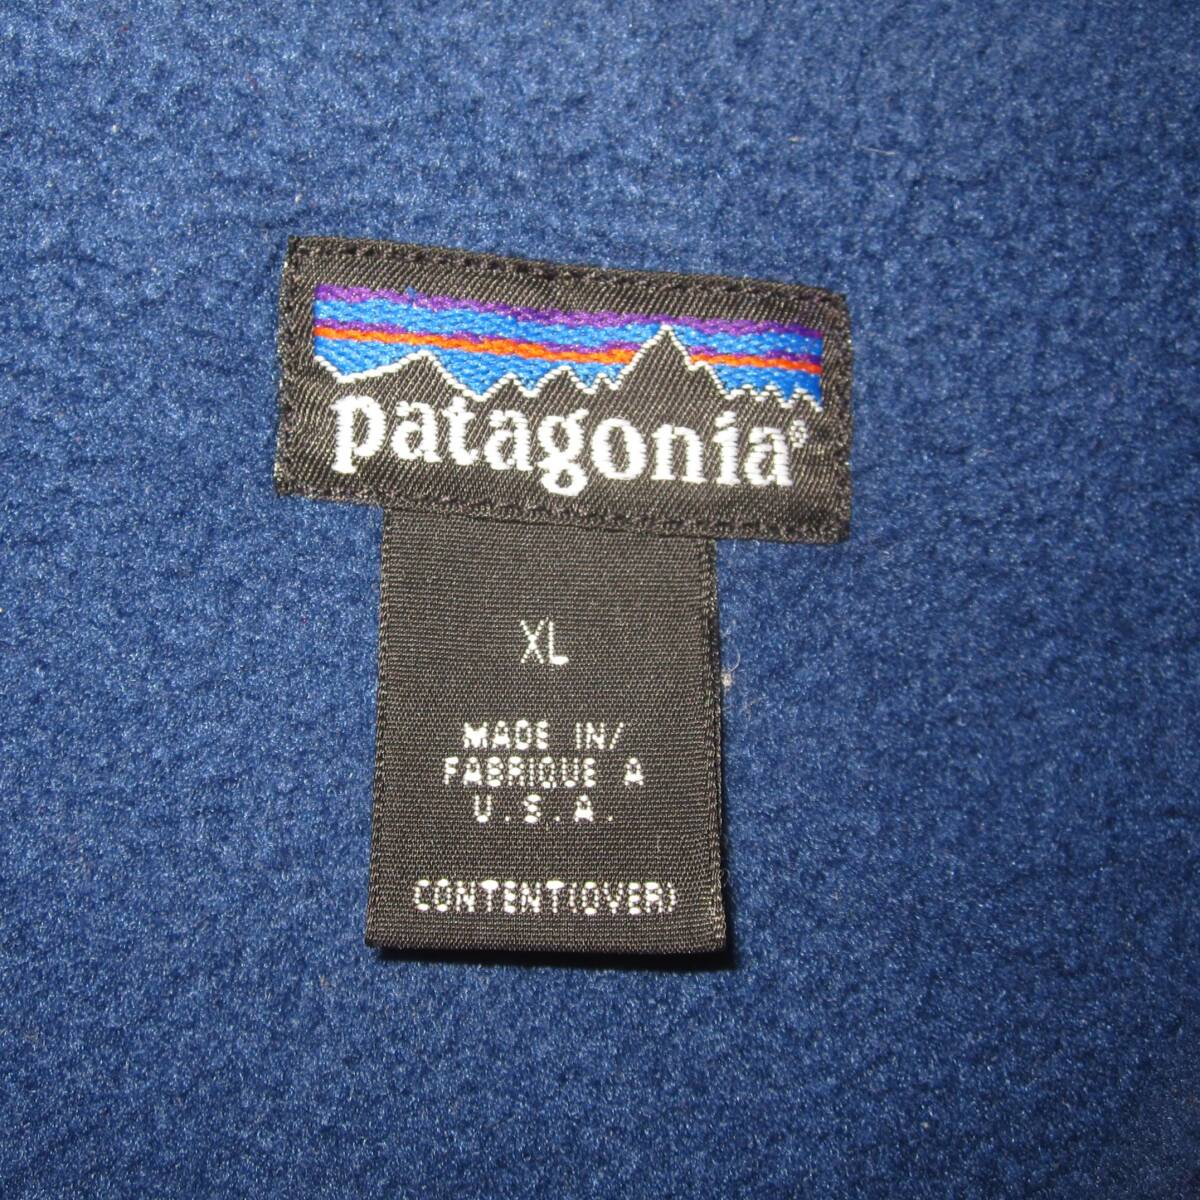 patagonia®
XL
MADE IN/
FABRIQUE A
U.S.A.
CONTENT(OVER)